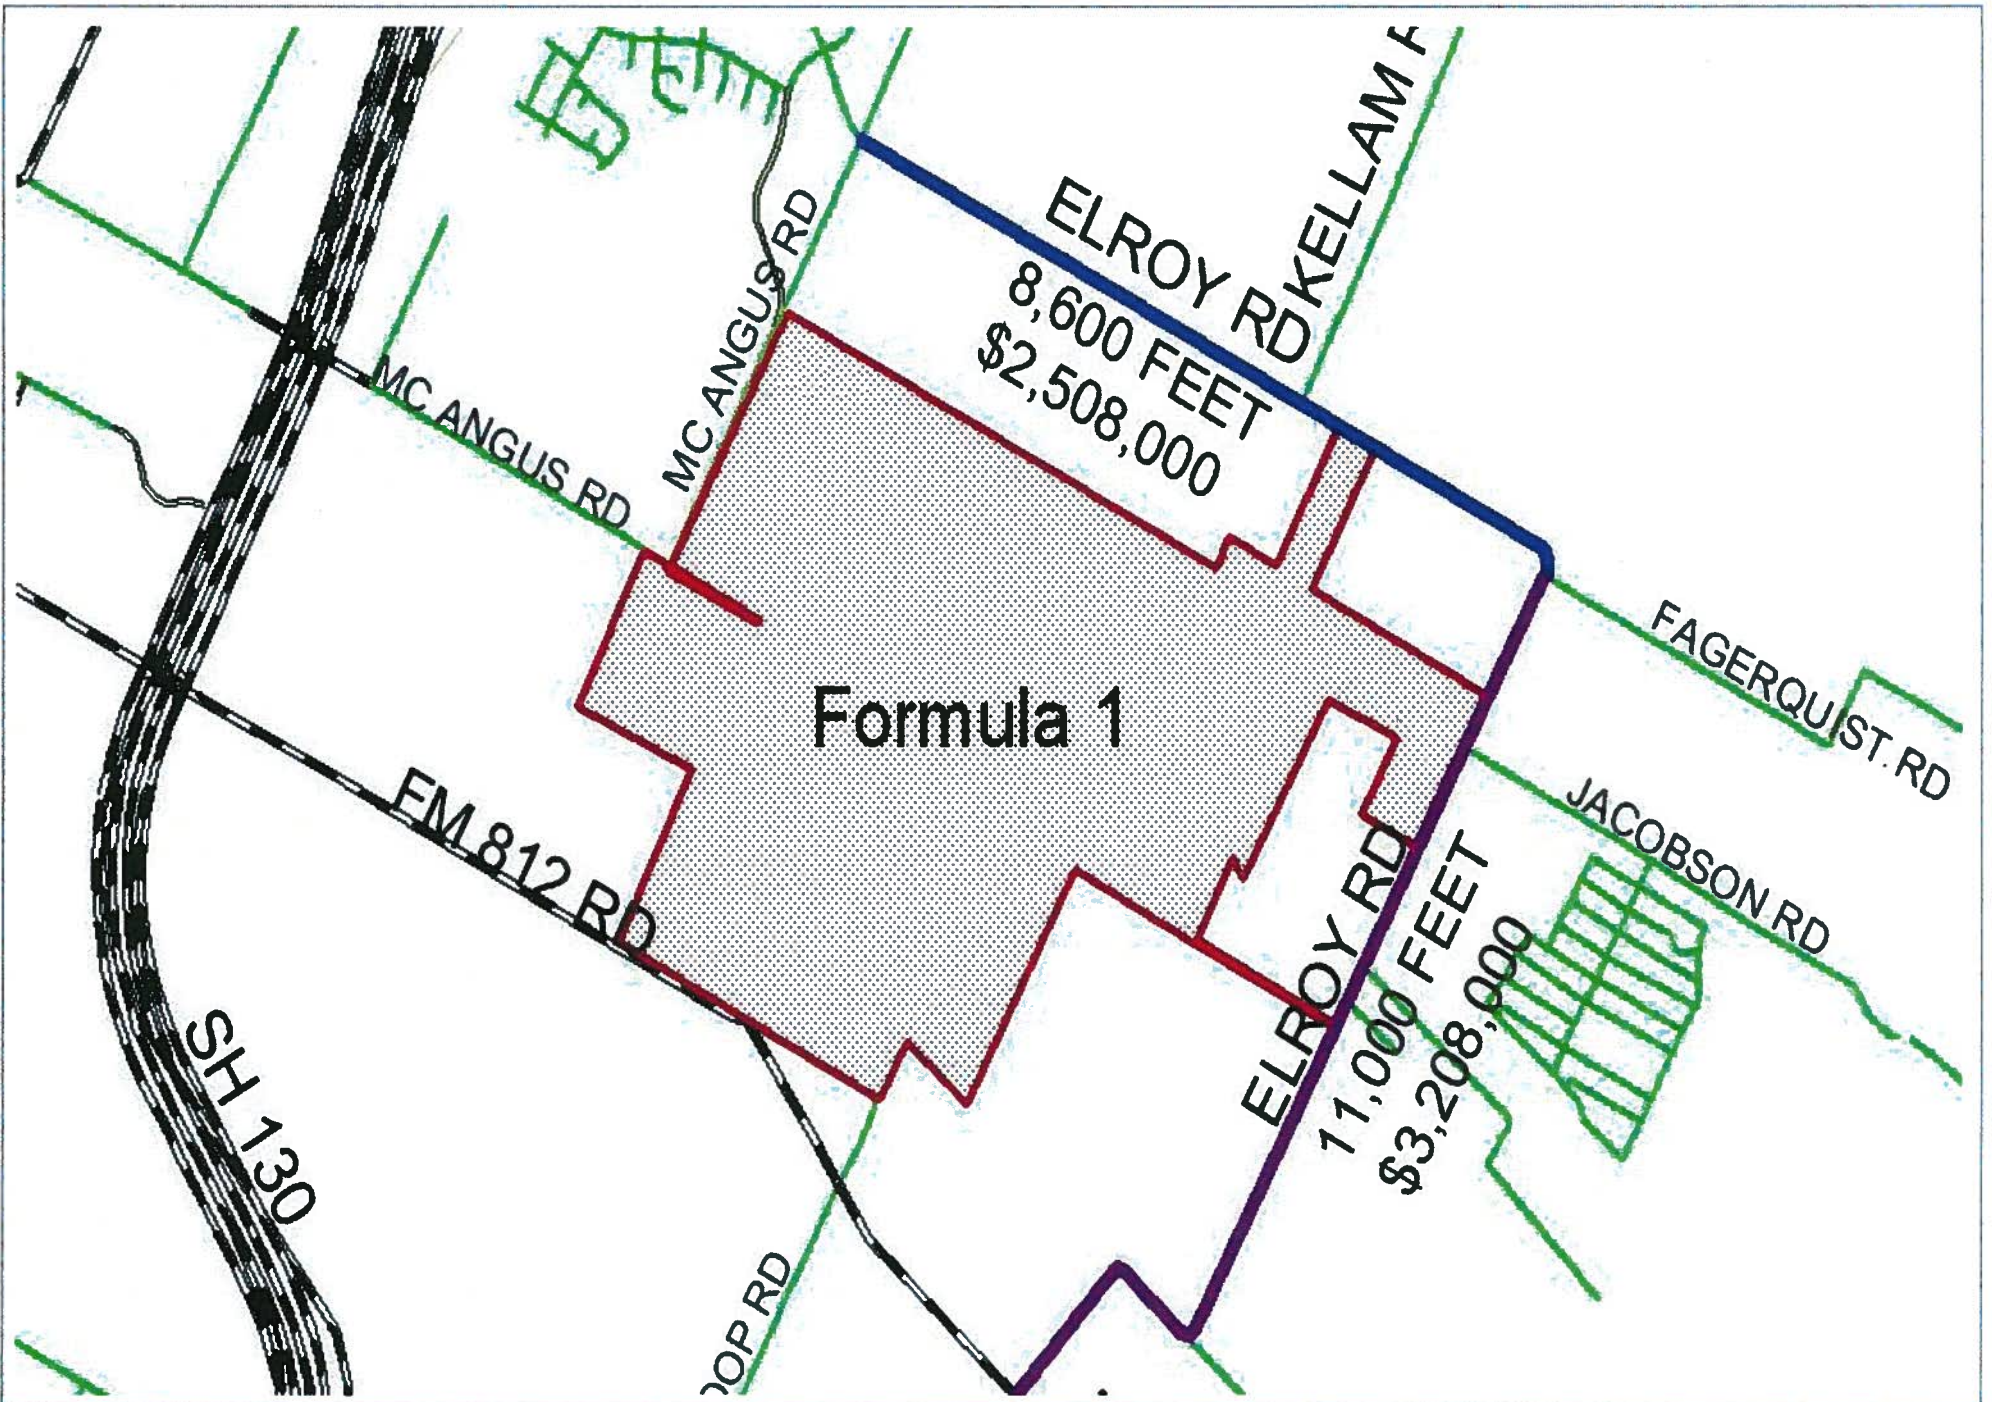 KELLAM
ELROY RD
8,600 FEET
$2,508,000
MC ANGUS RD
MC ANGUS RD
FAGERQUIST RD
Formula 1
JACOBSON RD
FM 812 RD
ELROY RD
11,000 FEET
$3,208,000
SH 130
RD